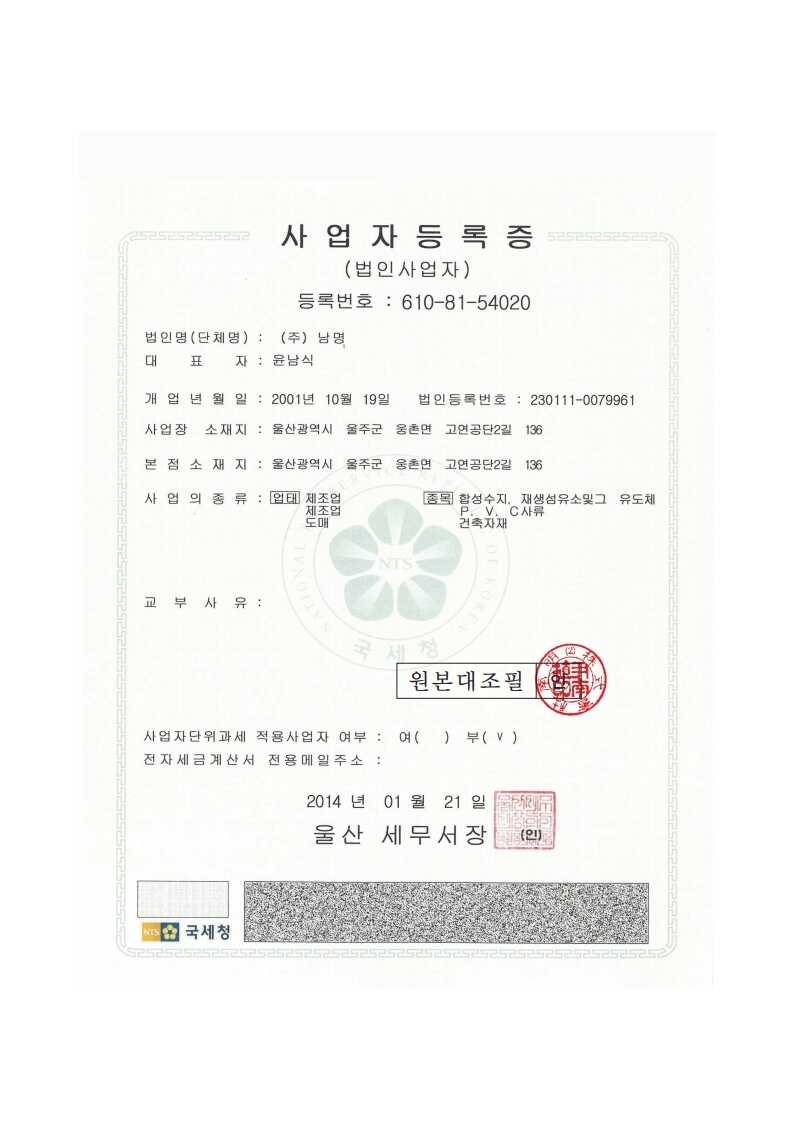 사업자등록증
(법인사업자)
등록번호 : 610-81-54020
법인명(단체명) : (주) 남명
대 표 자 : 윤남식
개 업 년 월 일 : 2001년 10월 19일 법인등록번호 : 230111-0079961
사업장 소재지 : 울산광역시 울주군 웅촌면 고연공단2길 136
본 점 소 재 지 : 울산광역시 울주군 웅촌면 고연공단2길 136
사 업 의 종 류 : 업태 제조업 종목 합성수지, 재생섬유소및그 유도체
제조업 P. V. C사류
도매 건축자재
NTS
국세청
교 부 사 유 :
원본대조필
사업자단위과세 적용사업자 여부 : 여( ) 부( v )
전자세금계산서 전용메일주소 :
2014 년 01 월 21 일
울산 세무서장 (인)
NTS 국세청